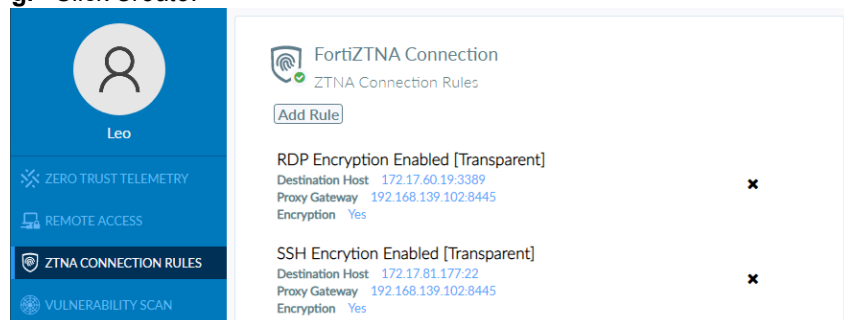 FortiZTNA Connection
ZTNA Connection Rules
Add Rule
Leo
ZERO TRUST TELEMETRY
REMOTE ACCESS
ZTNA CONNECTION RULES
VULNERABILITY SCAN
RDP Encryption Enabled [Transparent]
Destination Host 172.17.60.19:3389
Proxy Gateway 192.168.139.102:8445
Encryption Yes
SSH Encrytion Enabled [Transparent]
Destination Host 172.17.81.177:22
Proxy Gateway 192.168.139.102:8445
Encryption Yes